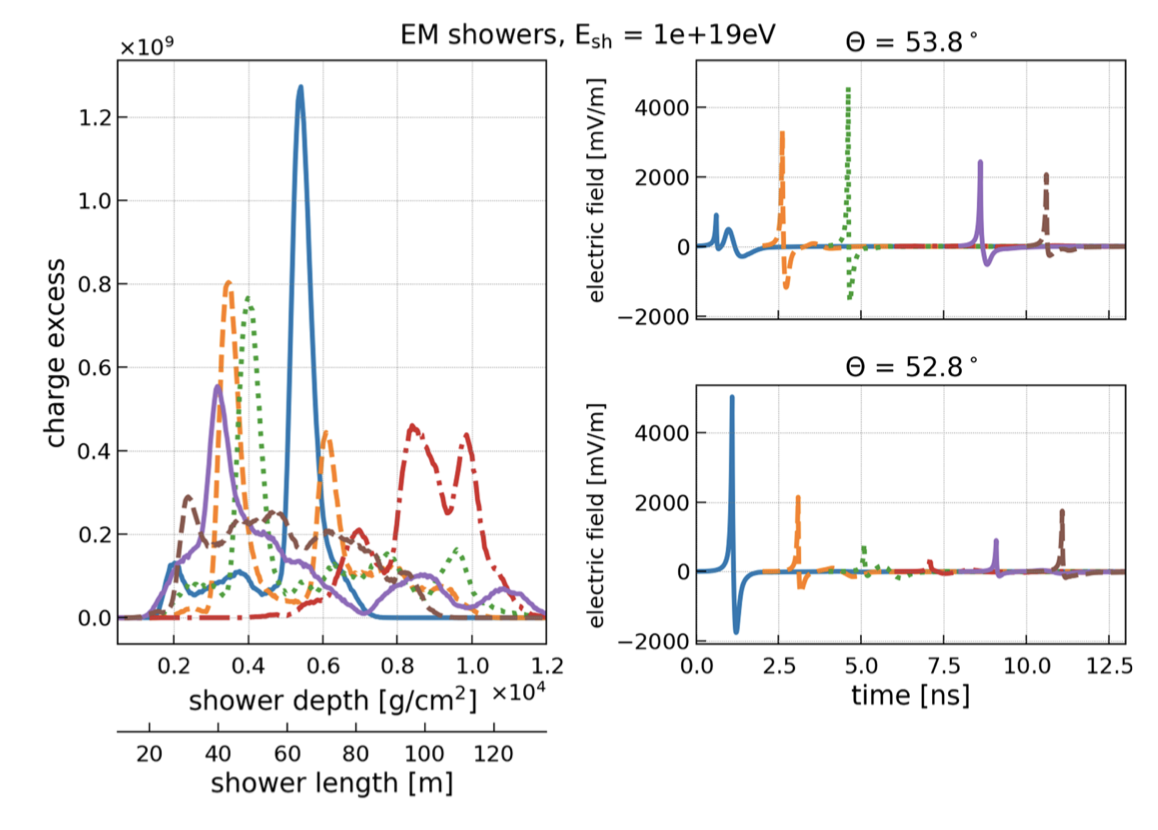 EM showers, E_sh = 1e+19eV
×10⁹
charge excess
1.2
1.0
0.8
0.6
0.4
0.2
0.0
0.2 0.4 0.6 0.8 1.0 1.2
shower depth [g/cm²] ×10⁴
20 40 60 80 100 120
shower length [m]
Θ = 53.8°
electric field [mV/m]
4000
2000
0
−2000
Θ = 52.8°
electric field [mV/m]
4000
2000
0
−2000
0.0 2.5 5.0 7.5 10.0 12.5
time [ns]